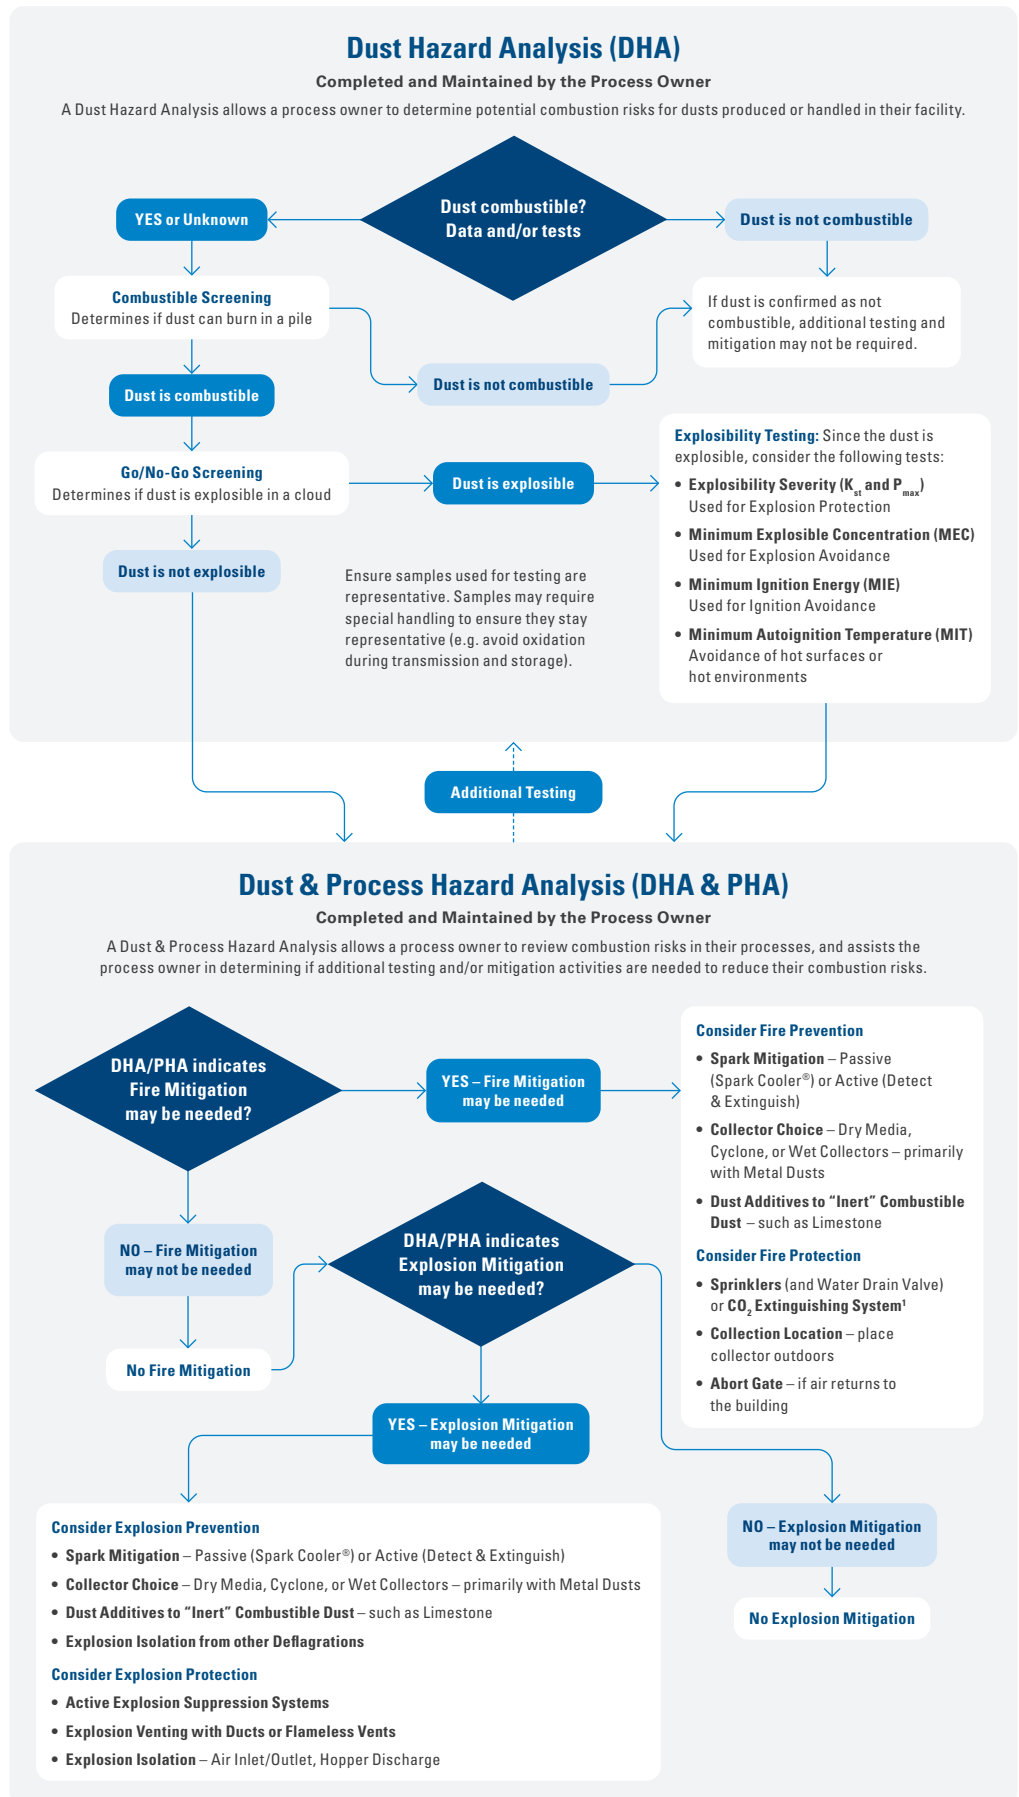 Dust Hazard Analysis (DHA)
Completed and Maintained by the Process Owner
A Dust Hazard Analysis allows a process owner to determine potential combustion risks for dusts produced or handled in their facility.
Dust combustible?
Data and/or tests
YES or Unknown
Dust is not combustible
Combustible Screening
Determines if dust can burn in a pile
If dust is confirmed as not
combustible, additional testing and
mitigation may not be required.
Dust is not combustible
Dust is combustible
Go/No-Go Screening
Determines if dust is explosible in a cloud
Dust is explosible
Explosibility Testing: Since the dust is
explosible, consider the following tests:
• Explosibility Severity (Kst and Pmax)
Used for Explosion Protection
• Minimum Explosible Concentration (MEC)
Used for Explosion Avoidance
• Minimum Ignition Energy (MIE)
Used for Ignition Avoidance
• Minimum Autoignition Temperature (MIT)
Avoidance of hot surfaces or
hot environments
Dust is not explosible
Ensure samples used for testing are
representative. Samples may require
special handling to ensure they stay
representative (e.g. avoid oxidation
during transmission and storage).
Additional Testing
Dust & Process Hazard Analysis (DHA & PHA)
Completed and Maintained by the Process Owner
A Dust & Process Hazard Analysis allows a process owner to review combustion risks in their processes, and assists the
process owner in determining if additional testing and/or mitigation activities are needed to reduce their combustion risks.
DHA/PHA indicates
Fire Mitigation
may be needed?
YES – Fire Mitigation
may be needed
Consider Fire Prevention
• Spark Mitigation – Passive
(Spark Cooler®) or Active (Detect
& Extinguish)
• Collector Choice – Dry Media,
Cyclone, or Wet Collectors – primarily
with Metal Dusts
• Dust Additives to “Inert” Combustible
Dust – such as Limestone
Consider Fire Protection
• Sprinklers (and Water Drain Valve)
or CO2 Extinguishing System¹
• Collection Location – place
collector outdoors
• Abort Gate – if air returns to
the building
NO – Fire Mitigation
may not be needed
No Fire Mitigation
DHA/PHA indicates
Explosion Mitigation
may be needed?
YES – Explosion Mitigation
may be needed
Consider Explosion Prevention
• Spark Mitigation – Passive (Spark Cooler®) or Active (Detect & Extinguish)
• Collector Choice – Dry Media, Cyclone, or Wet Collectors – primarily with Metal Dusts
• Dust Additives to “Inert” Combustible Dust – such as Limestone
• Explosion Isolation from other Deflagrations
Consider Explosion Protection
• Active Explosion Suppression Systems
• Explosion Venting with Ducts or Flameless Vents
• Explosion Isolation – Air Inlet/Outlet, Hopper Discharge
NO – Explosion Mitigation
may not be needed
No Explosion Mitigation